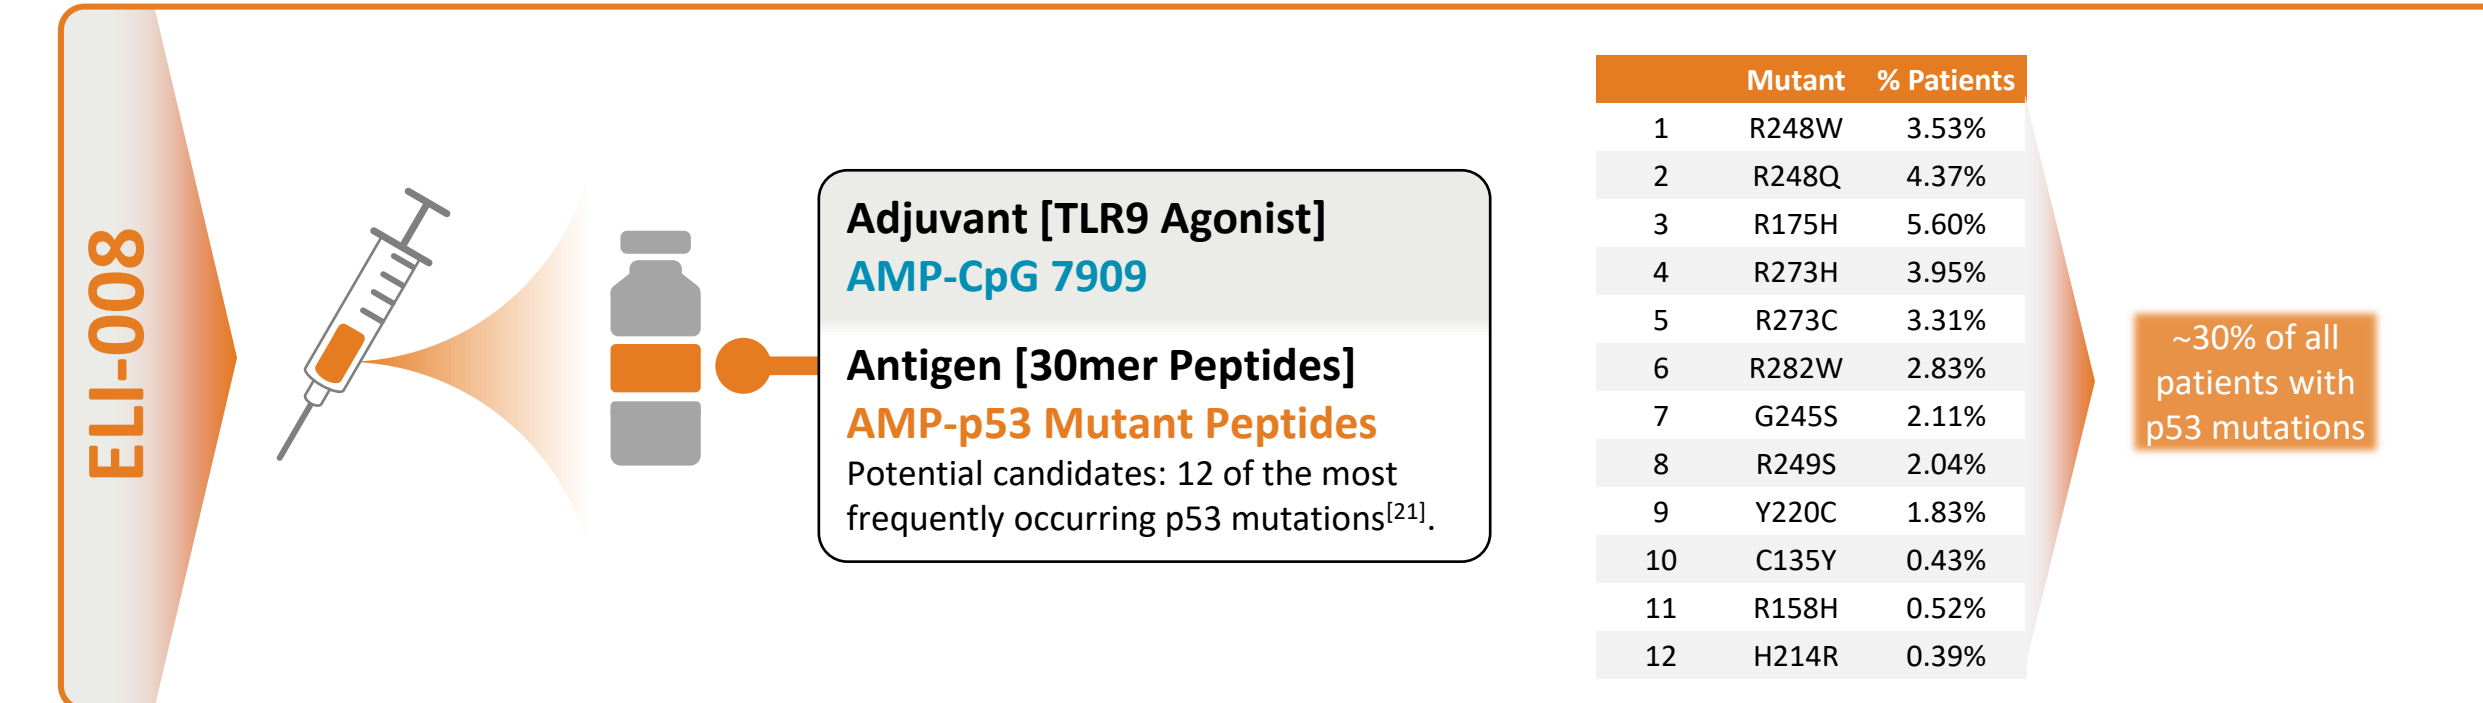 ELI-008
Adjuvant [TLR9 Agonist]
AMP-CpG 7909
Antigen [30mer Peptides]
AMP-p53 Mutant Peptides
Potential candidates: 12 of the most
frequently occurring p53 mutations[21].
Mutant % Patients
1 R248W 3.53%
2 R248Q 4.37%
3 R175H 5.60%
4 R273H 3.95%
5 R273C 3.31%
6 R282W 2.83%
7 G245S 2.11%
8 R249S 2.04%
9 Y220C 1.83%
10 C135Y 0.43%
11 R158H 0.52%
12 H214R 0.39%
~30% of all
patients with
p53 mutations